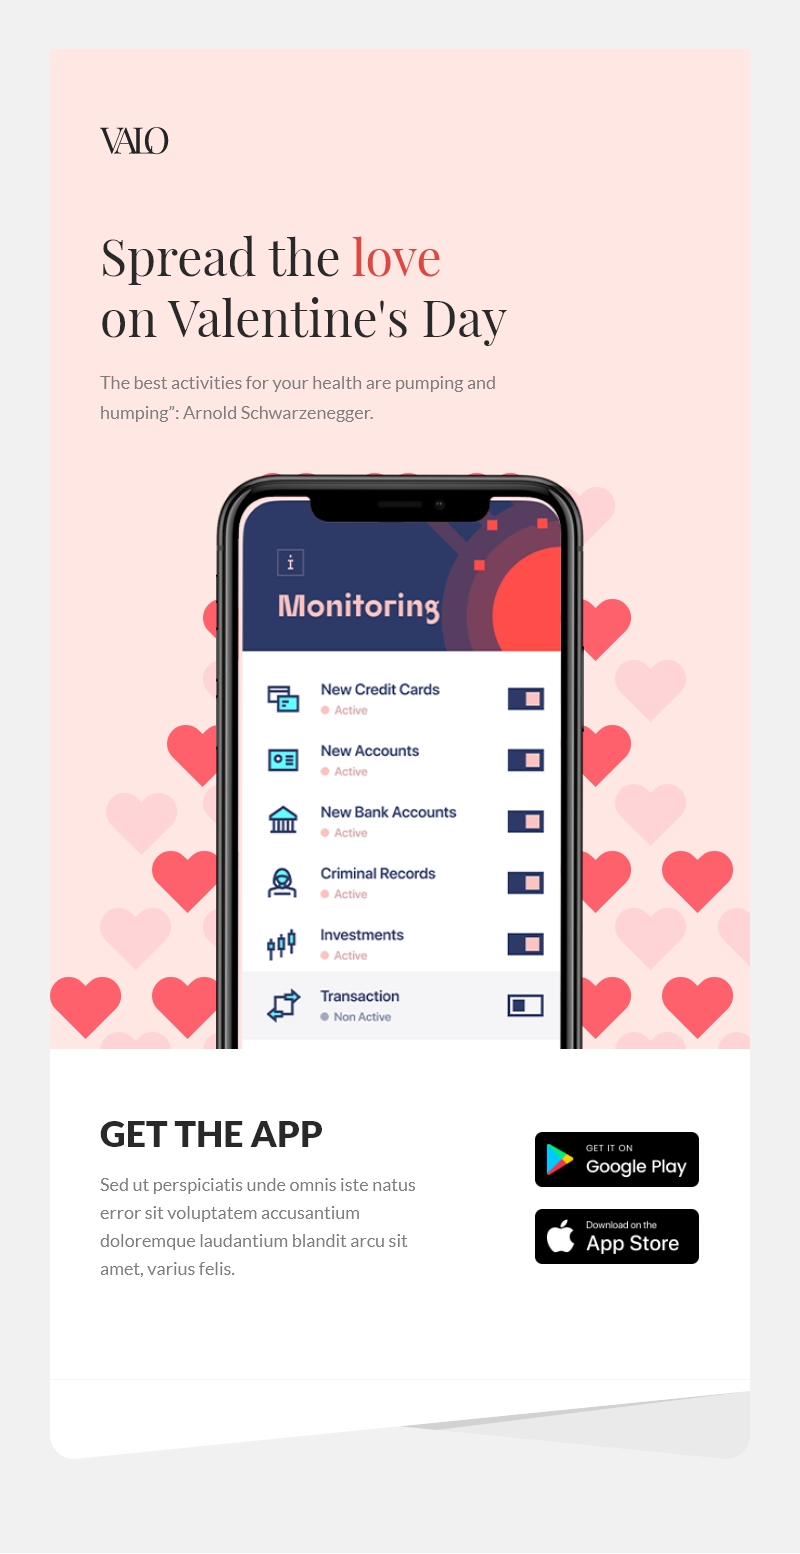 VALO
Spread the love
on Valentine's Day
The best activities for your health are pumping and
humping”: Arnold Schwarzenegger.
i
Monitoring
New Credit Cards
Active
New Accounts
Active
New Bank Accounts
Active
Criminal Records
Active
Investments
Active
Transaction
Non Active
GET THE APP
Sed ut perspiciatis unde omnis iste natus
error sit voluptatem accusantium
doloremque laudantium blandit arcu sit
amet, varius felis.
GET IT ON
Google Play
Download on the
App Store